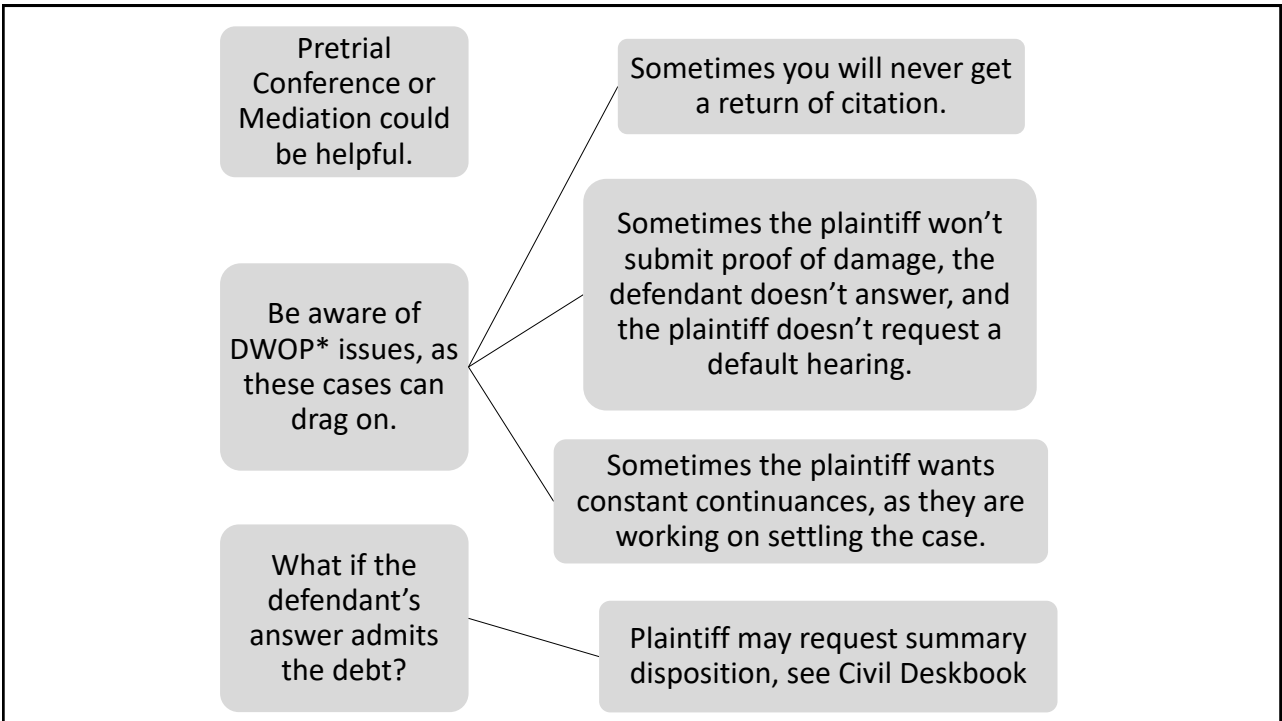 Pretrial
Conference or
Mediation could
be helpful.
Be aware of
DWOP* issues, as
these cases can
drag on.
Sometimes you will never get
a return of citation.
Sometimes the plaintiff won’t
submit proof of damage, the
defendant doesn’t answer, and
the plaintiff doesn’t request a
default hearing.
Sometimes the plaintiff wants
constant continuances, as they are
working on settling the case.
What if the
defendant’s
answer admits
the debt?
Plaintiff may request summary
disposition, see Civil Deskbook